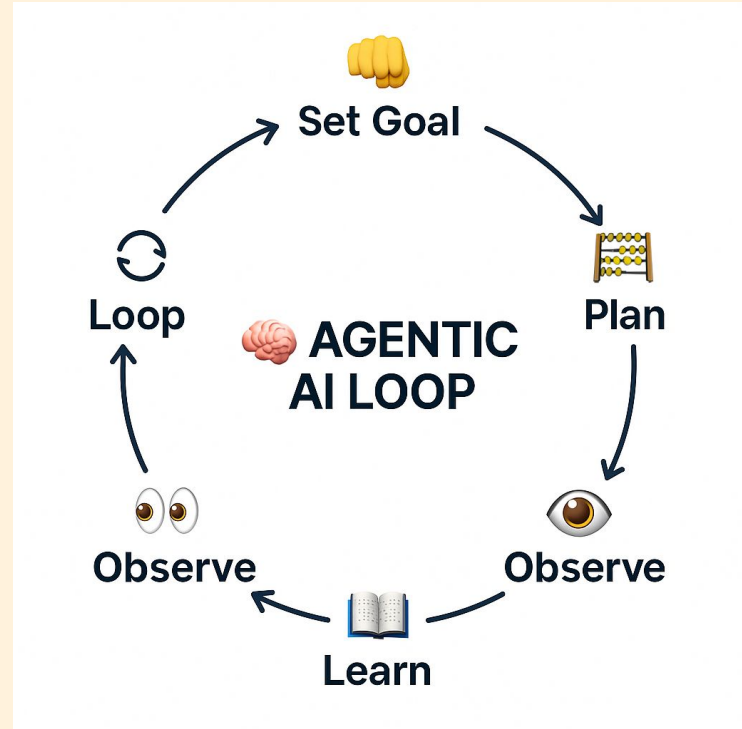 Set Goal
Plan
Observe
Learn
Observe
Loop
AGENTIC
AI LOOP